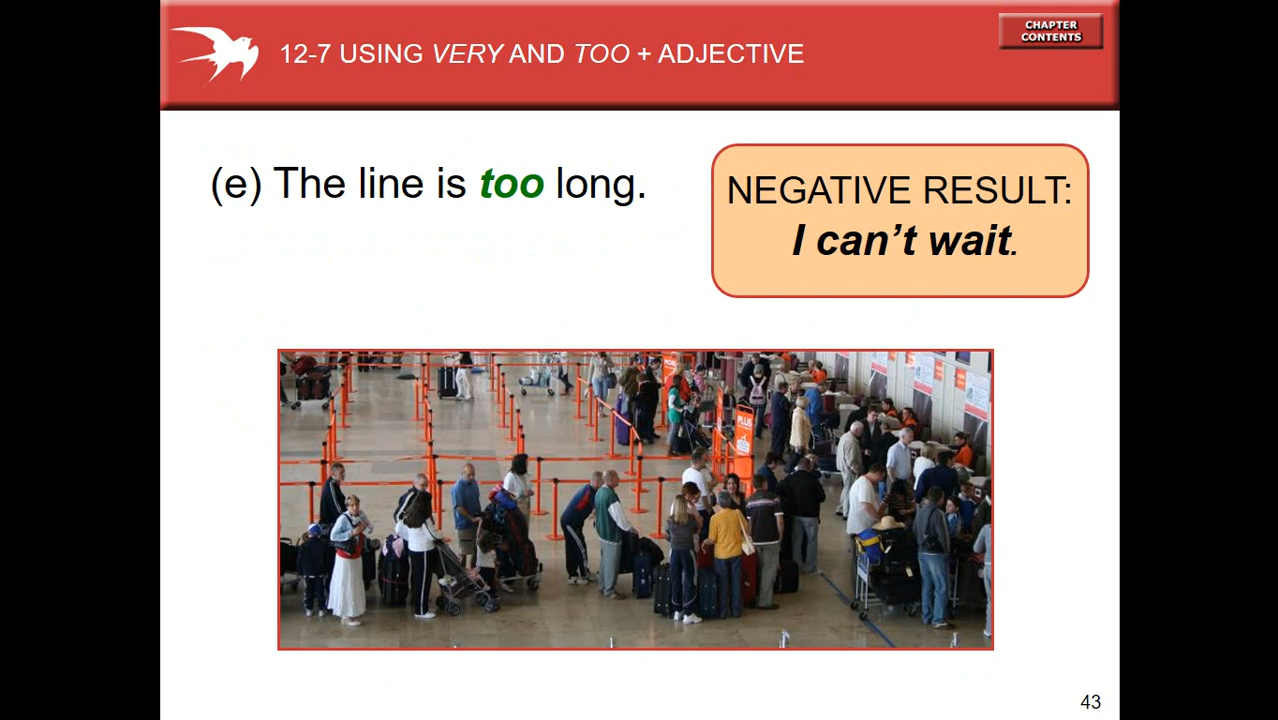 CHAPTER
CONTENTS
12-7 USING VERY AND TOO + ADJECTIVE
(e) The line is too long.
NEGATIVE RESULT:
I can’t wait.
PLUS
43